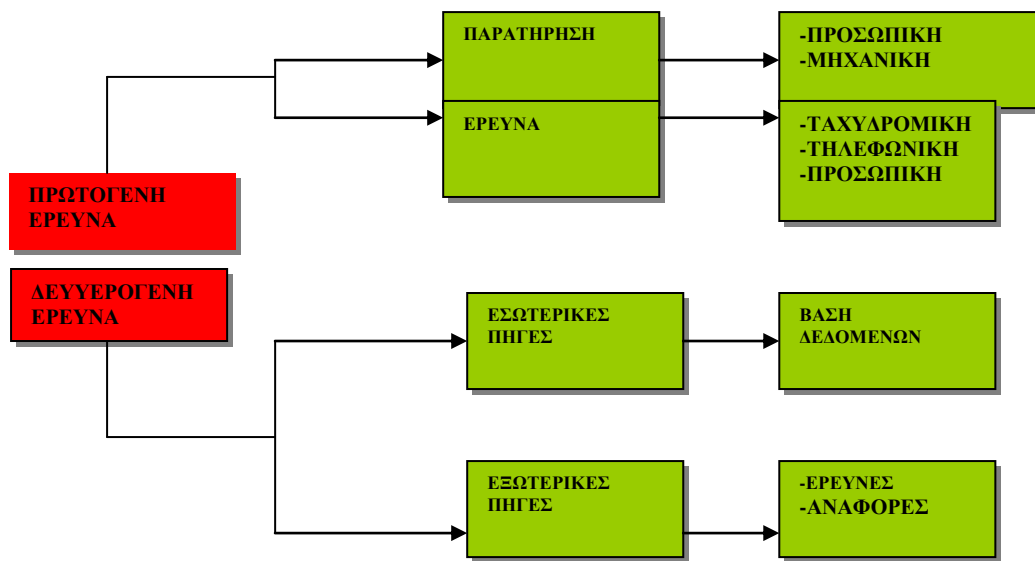 ΠΑΡΑΤΗΡΗΣΗ
-ΠΡΟΣΩΠΙΚΗ
-ΜΗΧΑΝΙΚΗ
ΕΡΕΥΝΑ
-ΤΑΧΥΔΡΟΜΙΚΗ
-ΤΗΛΕΦΩΝΙΚΗ
-ΠΡΟΣΩΠΙΚΗ
ΠΡΩΤΟΓΕΝΗ
ΕΡΕΥΝΑ
ΔΕΥΥΕΡΟΓΕΝΗ
ΕΡΕΥΝΑ
ΕΣΩΤΕΡΙΚΕΣ
ΠΗΓΕΣ
ΒΑΣΗ
ΔΕΔΟΜΕΝΩΝ
ΕΞΩΤΕΡΙΚΕΣ
ΠΗΓΕΣ
-ΕΡΕΥΝΕΣ
-ΑΝΑΦΟΡΕΣ